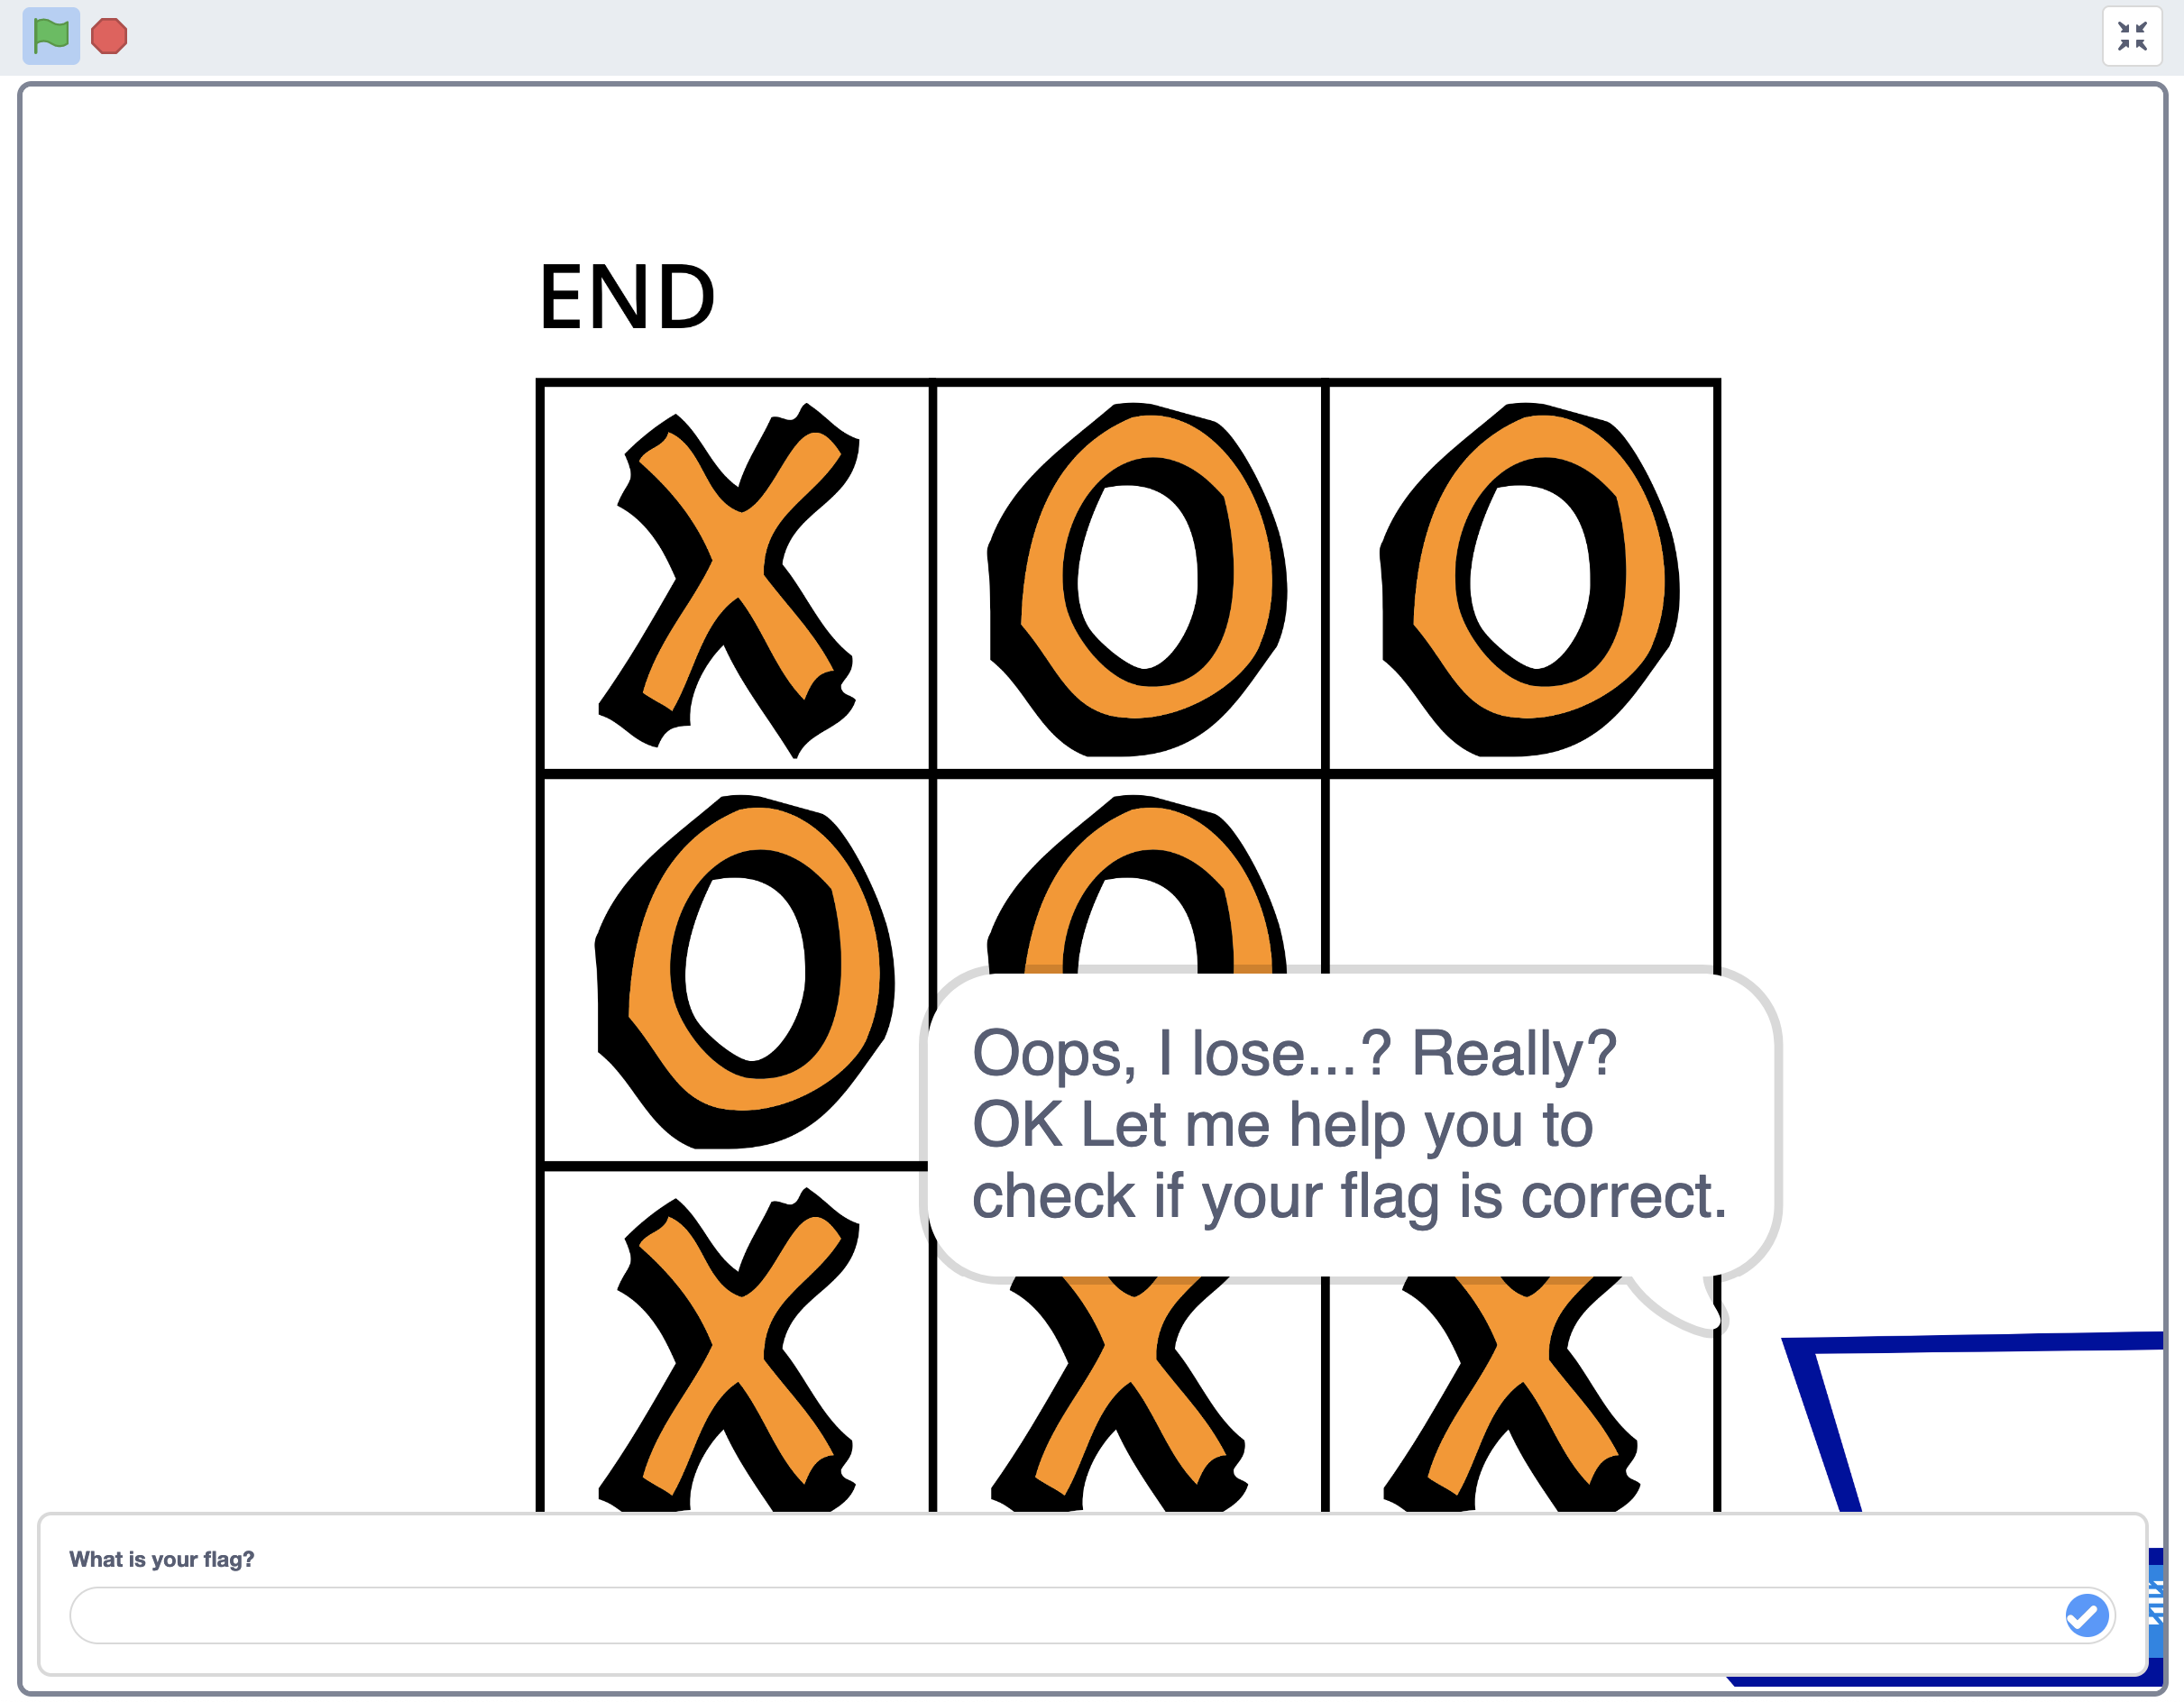 END
X O O
O O
Oops, I lose...? Really?
OK Let me help you to
check if your flag is correct.
X X X
What is your flag?